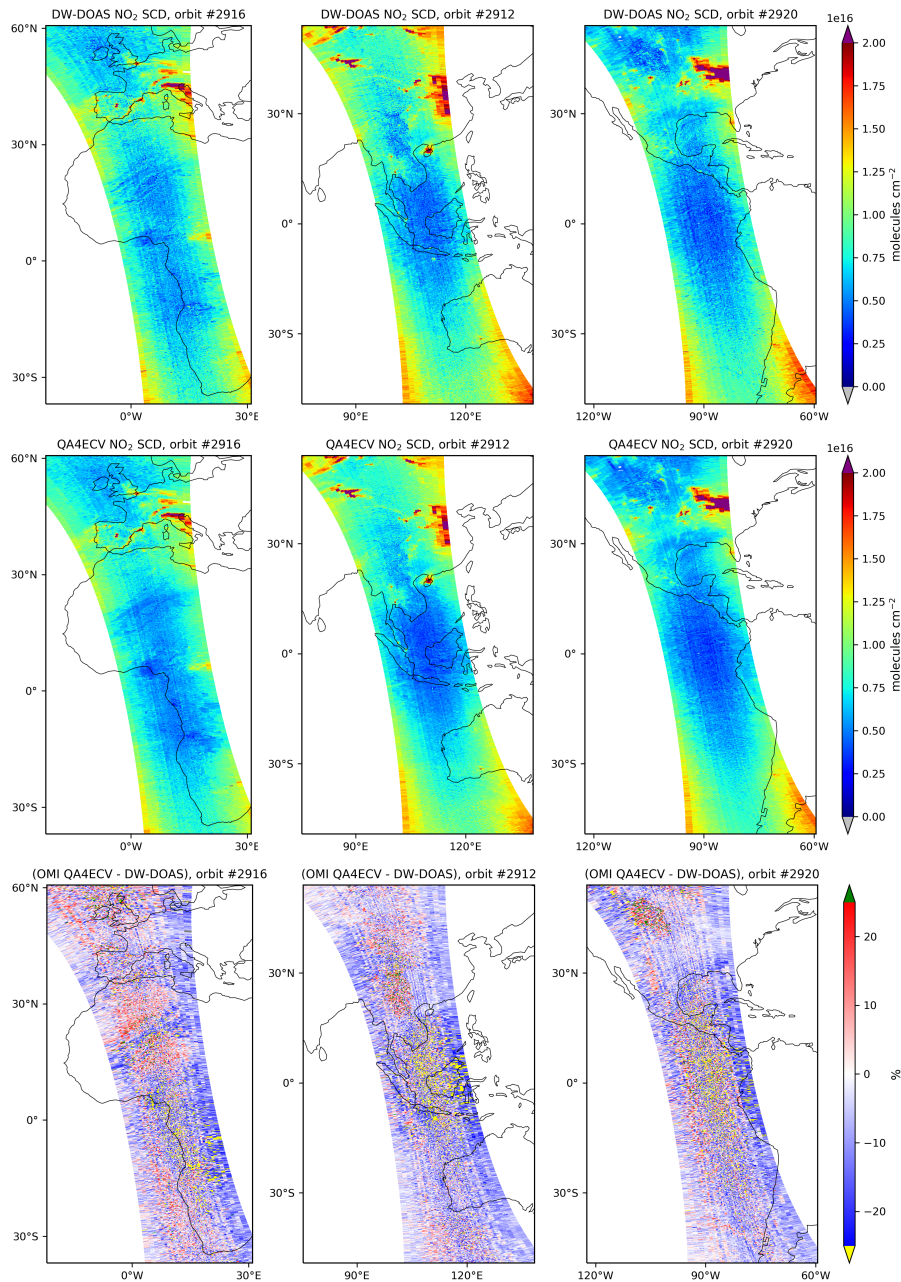 DW-DOAS NO₂ SCD, orbit #2916
DW-DOAS NO₂ SCD, orbit #2912
DW-DOAS NO₂ SCD, orbit #2920
1e16
60°N
30°N
0°
30°S
0°W
30°E
30°N
0°
30°S
90°E
120°E
30°N
0°
30°S
120°W
90°W
60°W
2.00
1.75
1.50
1.25
1.00
0.75
0.50
0.25
0.00
molecules cm⁻²
QA4ECV NO₂ SCD, orbit #2916
QA4ECV NO₂ SCD, orbit #2912
QA4ECV NO₂ SCD, orbit #2920
1e16
60°N
30°N
0°
30°S
0°W
30°E
30°N
0°
30°S
90°E
120°E
30°N
0°
30°S
120°W
90°W
60°W
2.00
1.75
1.50
1.25
1.00
0.75
0.50
0.25
0.00
molecules cm⁻²
(OMI QA4ECV - DW-DOAS), orbit #2916
(OMI QA4ECV - DW-DOAS), orbit #2912
(OMI QA4ECV - DW-DOAS), orbit #2920
60°N
30°N
0°
30°S
0°W
30°E
30°N
0°
30°S
90°E
120°E
30°N
0°
30°S
120°W
90°W
60°W
20
10
0
−10
−20
%